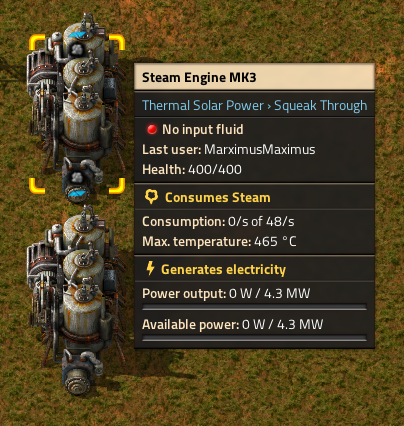 Steam Engine MK3
Thermal Solar Power › Squeak Through
No input fluid
Last user: MarximusMaximus
Health: 400/400
Consumes Steam
Consumption: 0/s of 48/s
Max. temperature: 465 °C
Generates electricity
Power output: 0 W / 4.3 MW
Available power: 0 W / 4.3 MW